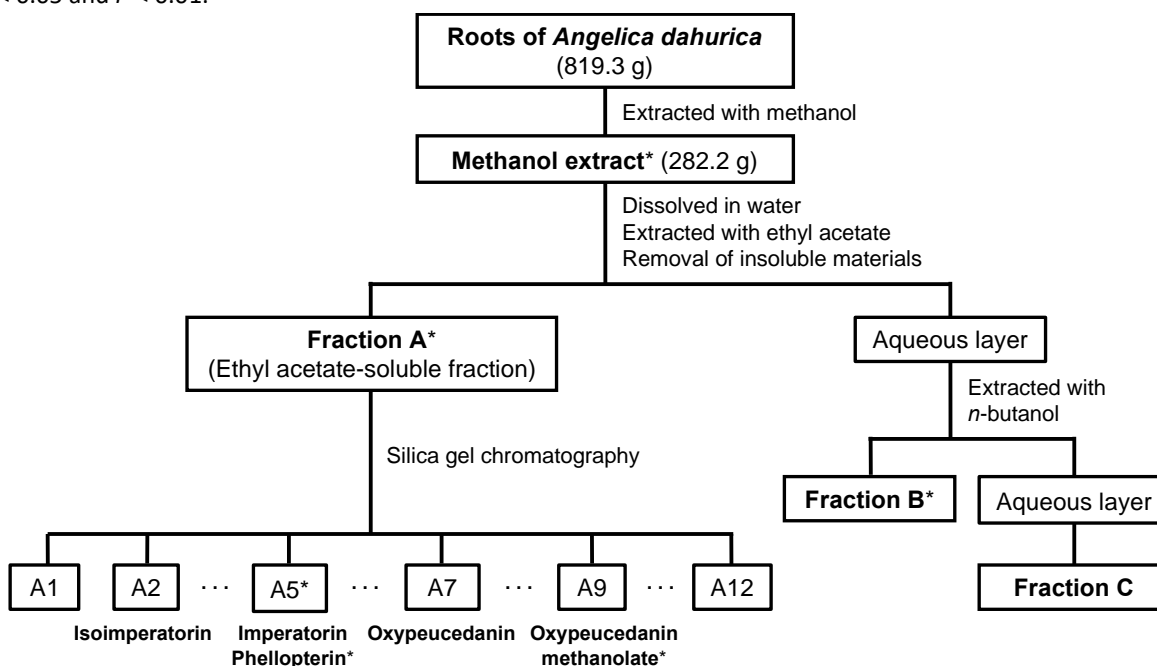 < 0.05 and P < 0.01.
Roots of Angelica dahurica
(819.3 g)
Extracted with methanol
Methanol extract* (282.2 g)
Dissolved in water
Extracted with ethyl acetate
Removal of insoluble materials
Fraction A*
(Ethyl acetate-soluble fraction)
Aqueous layer
Extracted with
n-butanol
Silica gel chromatography
Fraction B*
Aqueous layer
Fraction C
A1 A2 ··· A5* ··· A7 ··· A9 ··· A12
Isoimperatorin Imperatorin Oxypeucedanin Oxypeucedanin
Phellopterin* methanolate*